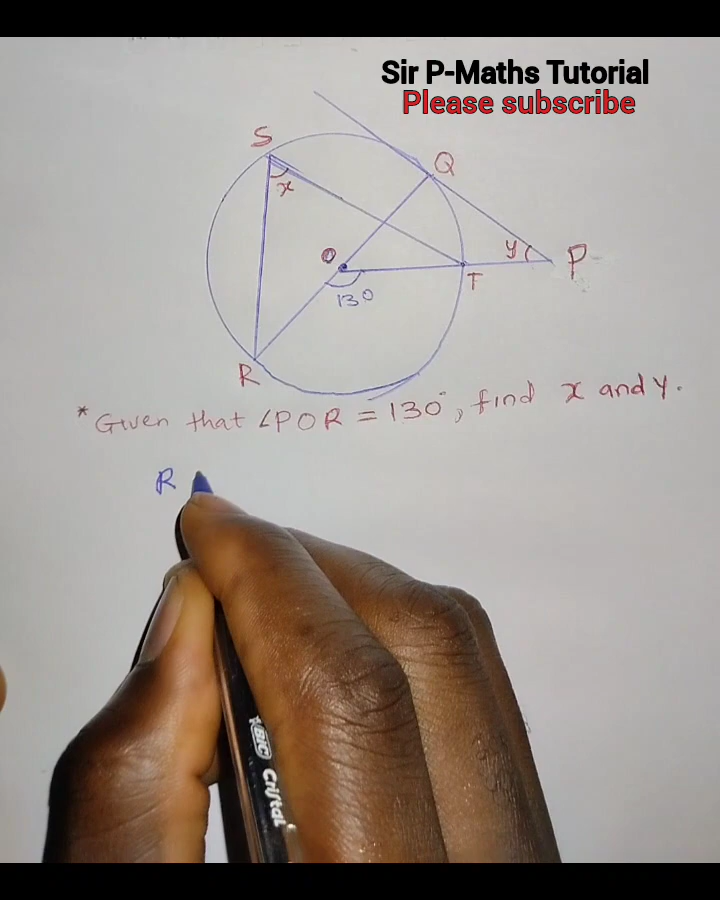 Sir P-Maths Tutorial
Please subscribe
S
x
Q
O
y
P
T
130
R
* Given that ∠POR = 130°, find x and y.
R
BIC Cristal